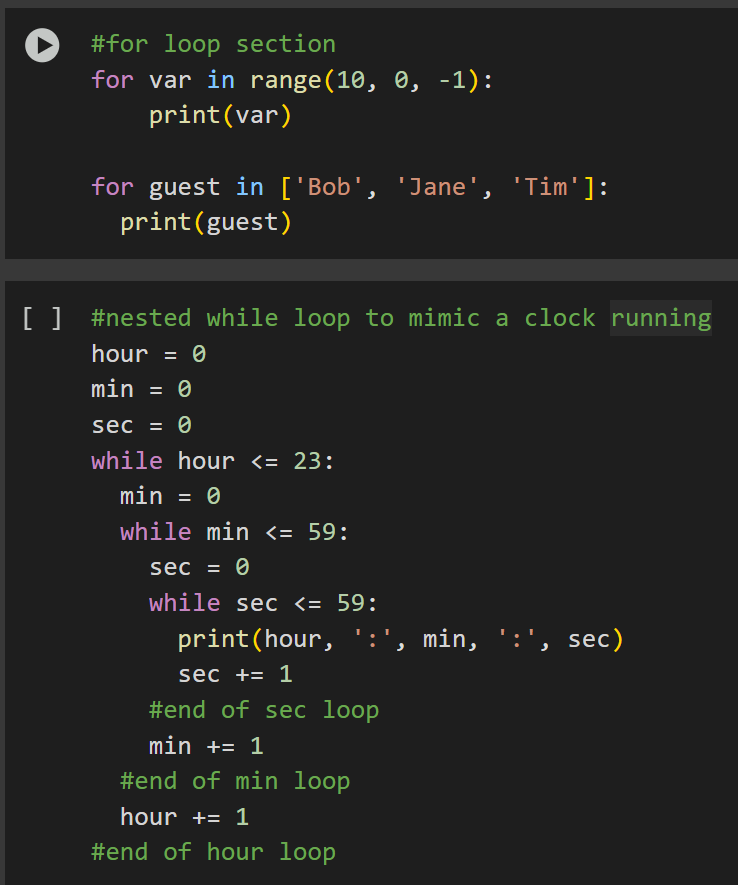 #for loop section
for var in range(10, 0, -1):
    print(var)

for guest in ['Bob', 'Jane', 'Tim']:
  print(guest)

[ ] #nested while loop to mimic a clock running
hour = 0
min = 0
sec = 0
while hour <= 23:
  min = 0
  while min <= 59:
    sec = 0
    while sec <= 59:
      print(hour, ':', min, ':', sec)
      sec += 1
    #end of sec loop
    min += 1
  #end of min loop
  hour += 1
#end of hour loop